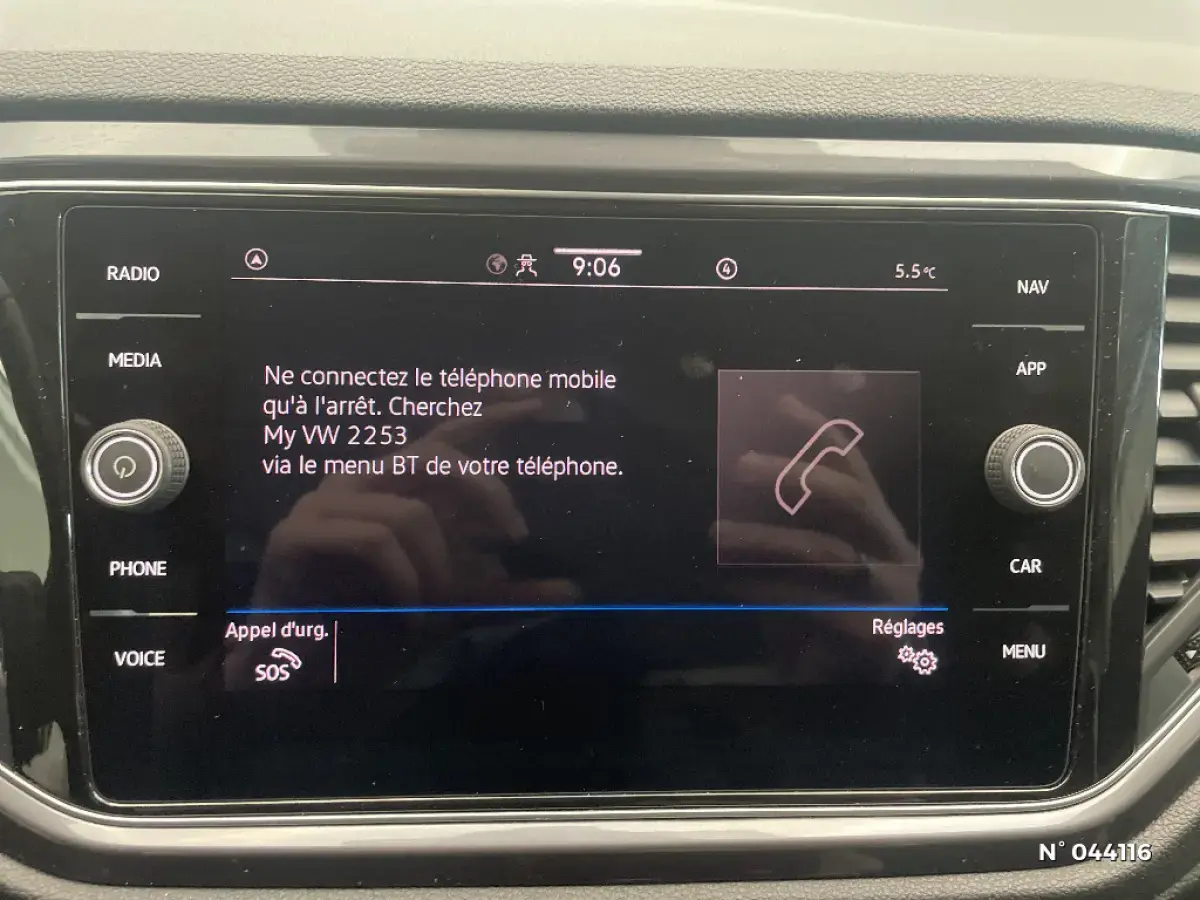 RADIO
MEDIA
PHONE
VOICE
9:06
4
5.5°C
Ne connectez le téléphone mobile
qu'à l'arrêt. Cherchez
My VW 2253
via le menu BT de votre téléphone.
Appel d'urg.
SOS
Réglages
NAV
APP
CAR
MENU
N° 044116